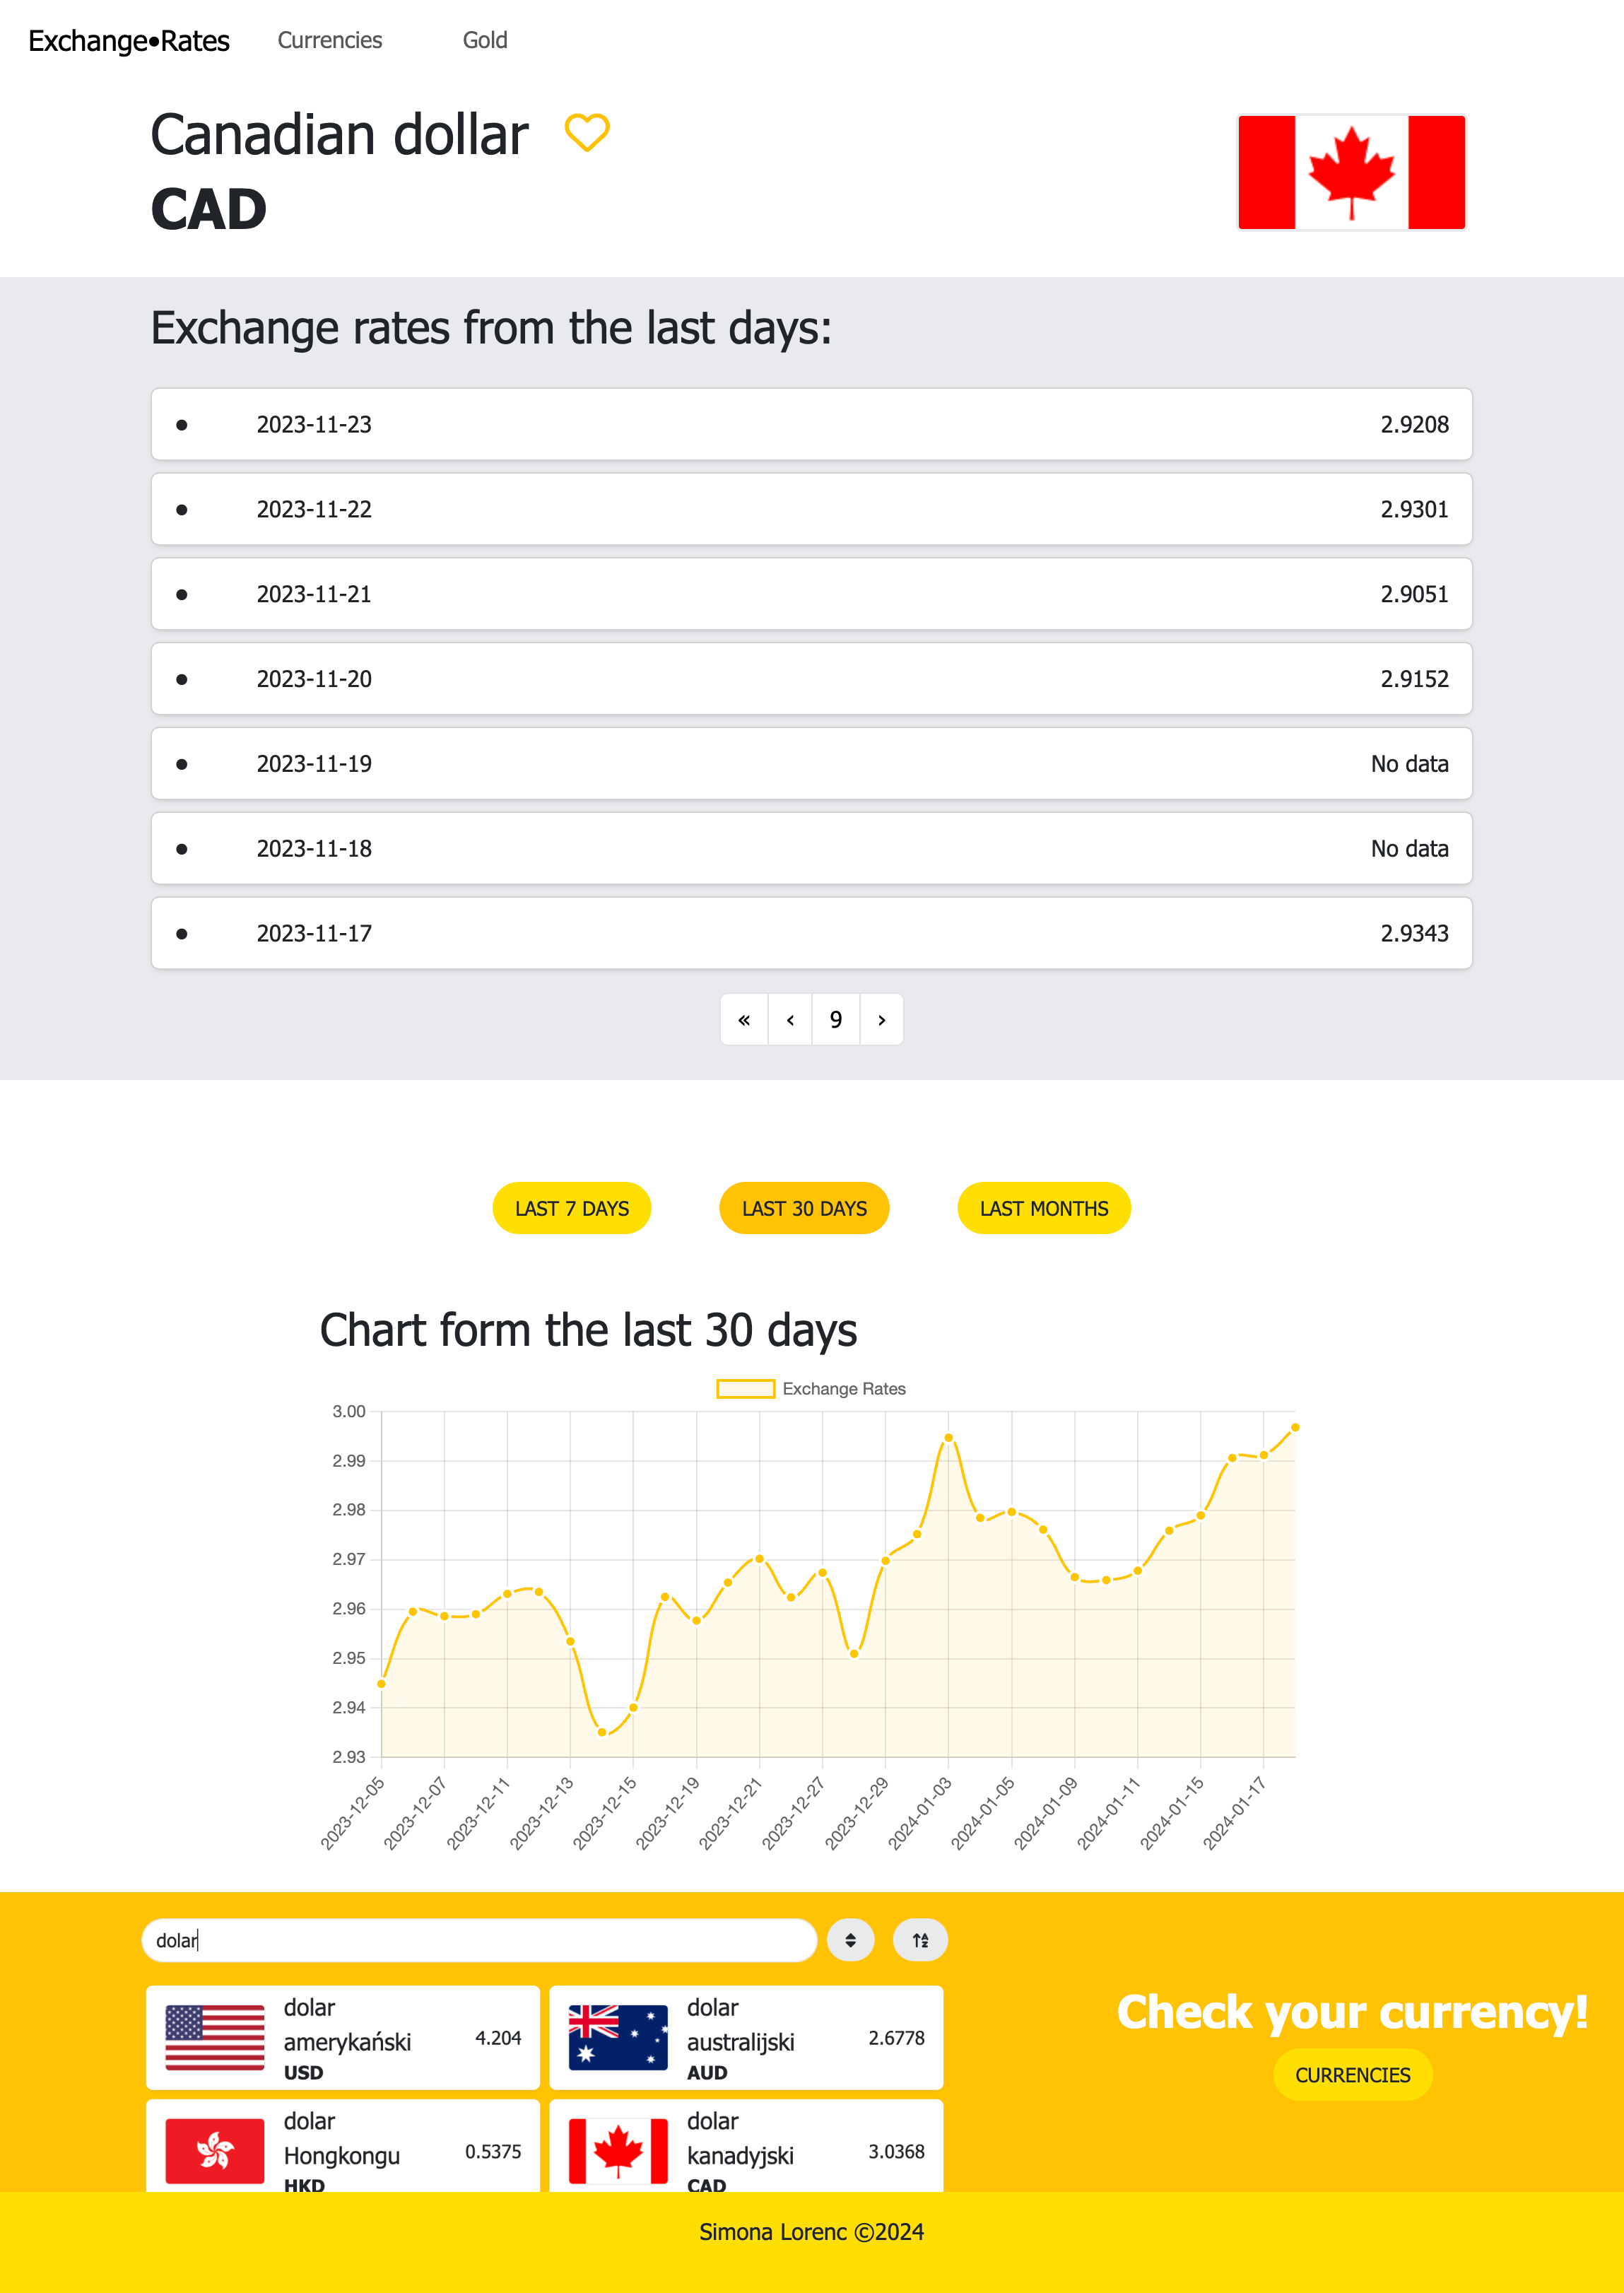 Exchange•Rates Currencies Gold
Canadian dollar
CAD
Exchange rates from the last days:
• 2023-11-23 2.9208
• 2023-11-22 2.9301
• 2023-11-21 2.9051
• 2023-11-20 2.9152
• 2023-11-19 No data
• 2023-11-18 No data
• 2023-11-17 2.9343
« ‹ 9 ›
LAST 7 DAYS LAST 30 DAYS LAST MONTHS
Chart form the last 30 days
Exchange Rates
3.00
2.99
2.98
2.97
2.96
2.95
2.94
2.93
2023-12-05 2023-12-07 2023-12-11 2023-12-13 2023-12-15 2023-12-19 2023-12-21 2023-12-27 2023-12-29 2024-01-03 2024-01-05 2024-01-09 2024-01-11 2024-01-15 2024-01-17
dolar
dolar
amerykański 4.204
USD
dolar
australijski 2.6778
AUD
dolar
Hongkongu 0.5375
HKD
dolar
kanadyjski 3.0368
CAD
Check your currency!
CURRENCIES
Simona Lorenc ©2024